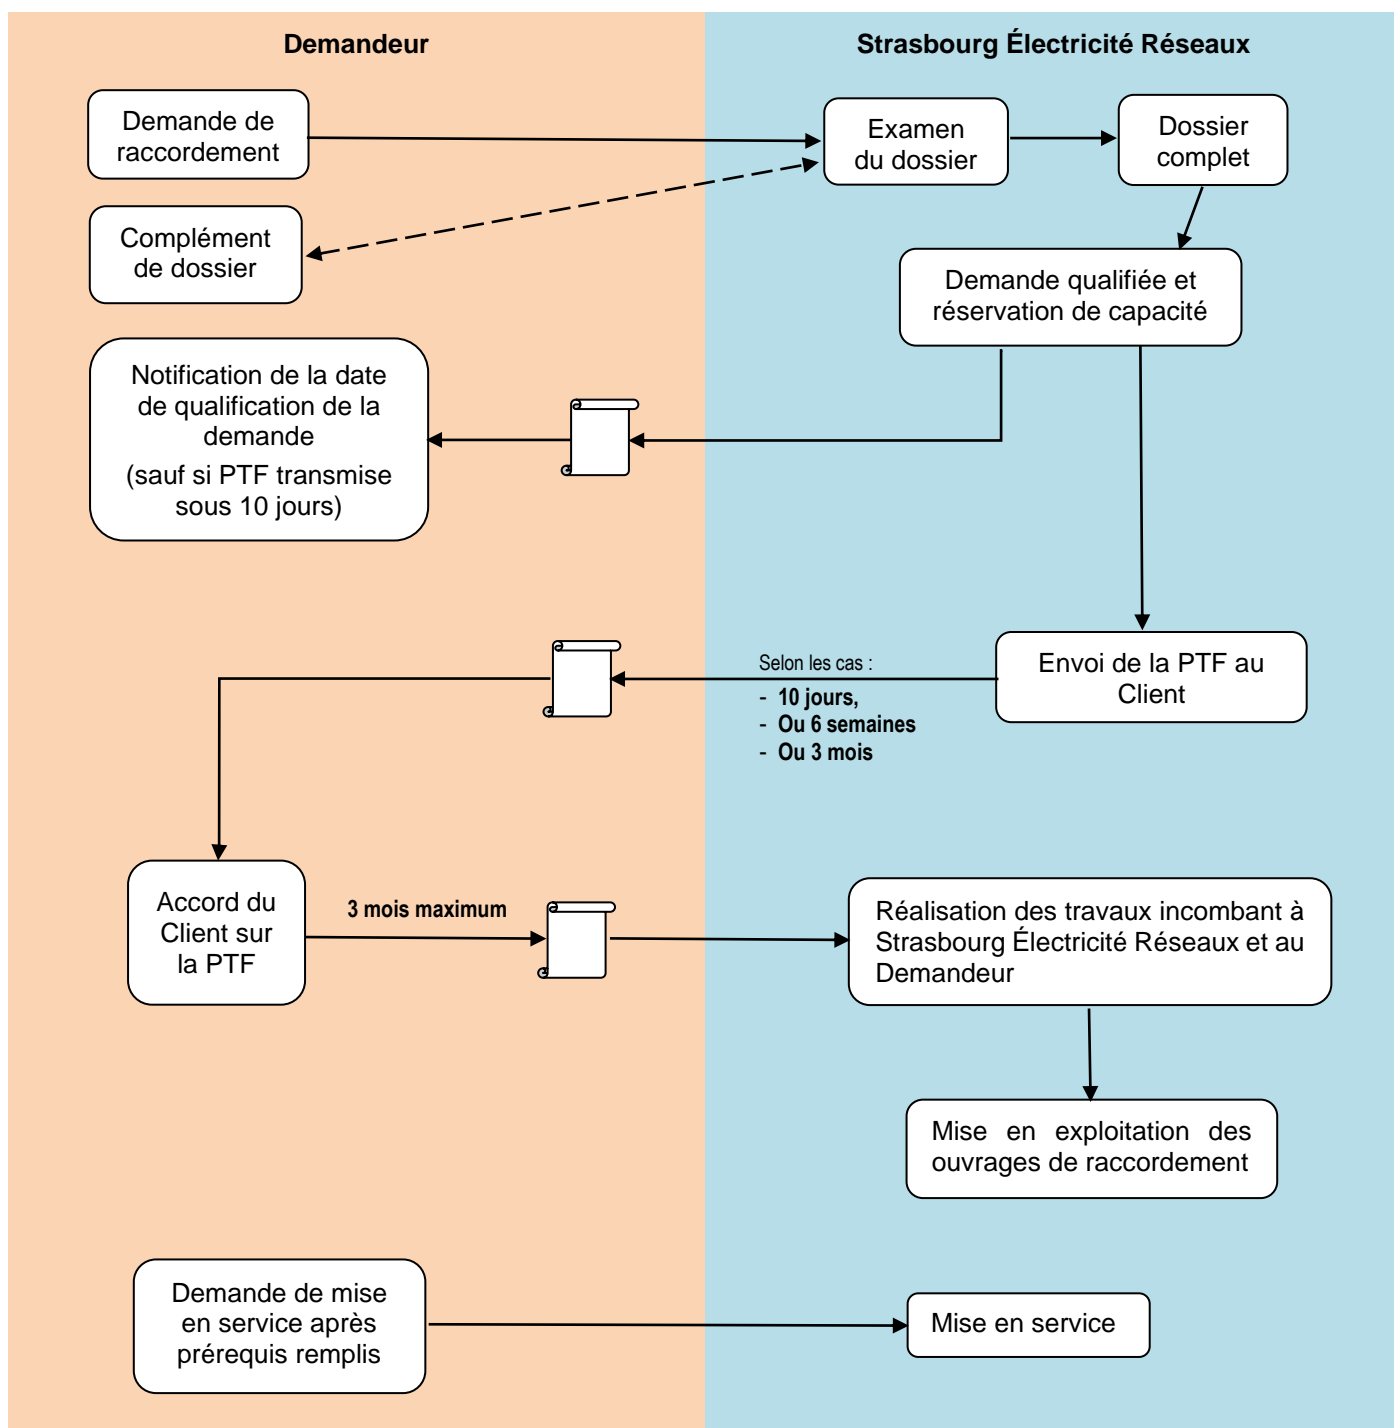 Demandeur
Strasbourg Électricité Réseaux
Demande de
raccordement
Examen
du dossier
Dossier
complet
Complément
de dossier
Demande qualifiée et
réservation de capacité
Notification de la date
de qualification de la
demande
(sauf si PTF transmise
sous 10 jours)
Envoi de la PTF au
Client
Selon les cas :
- 10 jours,
- Ou 6 semaines
- Ou 3 mois
Accord du
Client sur
la PTF
3 mois maximum
Réalisation des travaux incombant à
Strasbourg Électricité Réseaux et au
Demandeur
Mise en exploitation des
ouvrages de raccordement
Demande de mise
en service après
prérequis remplis
Mise en service